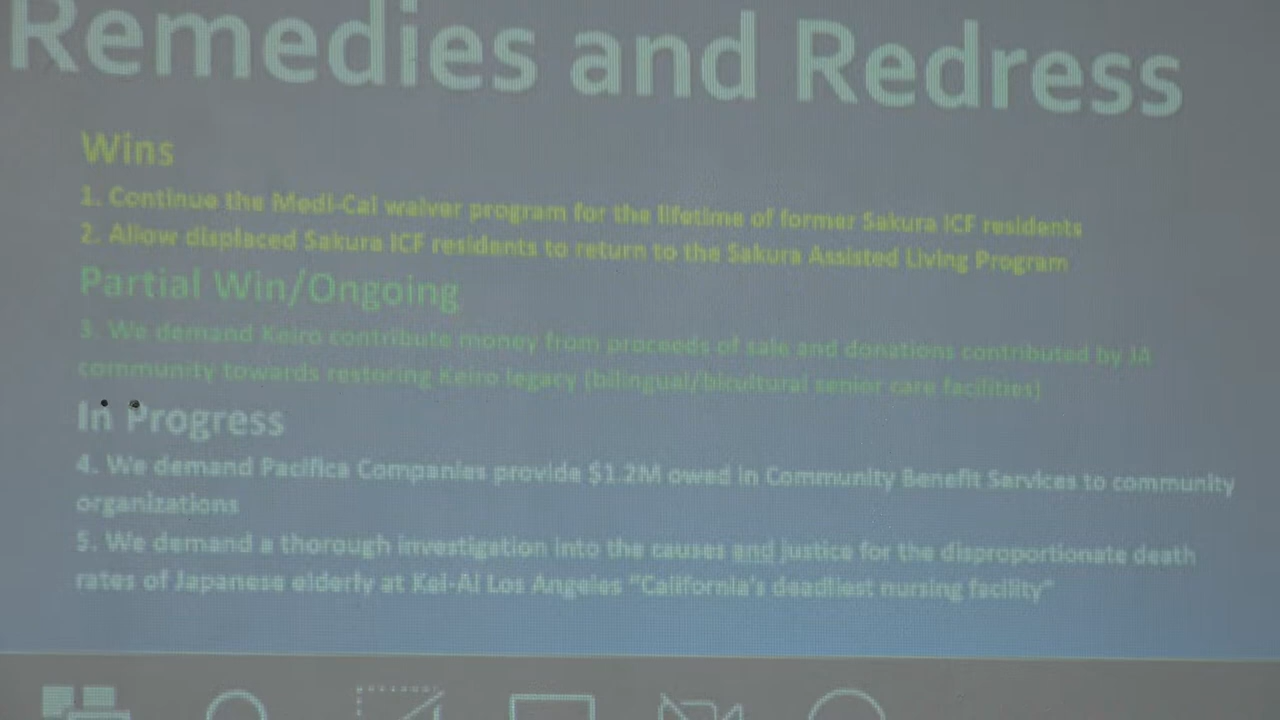 Remedies and Redress
Wins
1. Continue the Medi-Cal waiver program for the lifetime of former Sakura ICF residents
2. Allow displaced Sakura ICF residents to return to the Sakura Assisted Living Program
Partial Win/Ongoing
3. We demand Keiro contribute money from proceeds of sale and donations contributed by JA
community towards restoring Keiro legacy (bilingual/bicultural senior care facilities)
In Progress
4. We demand Pacifica Companies provide $1.2M owed in Community Benefit Services to community
organizations
5. We demand a thorough investigation into the causes and justice for the disproportionate death
rates of Japanese elderly at Kei-Ai Los Angeles "California's deadliest nursing facility"